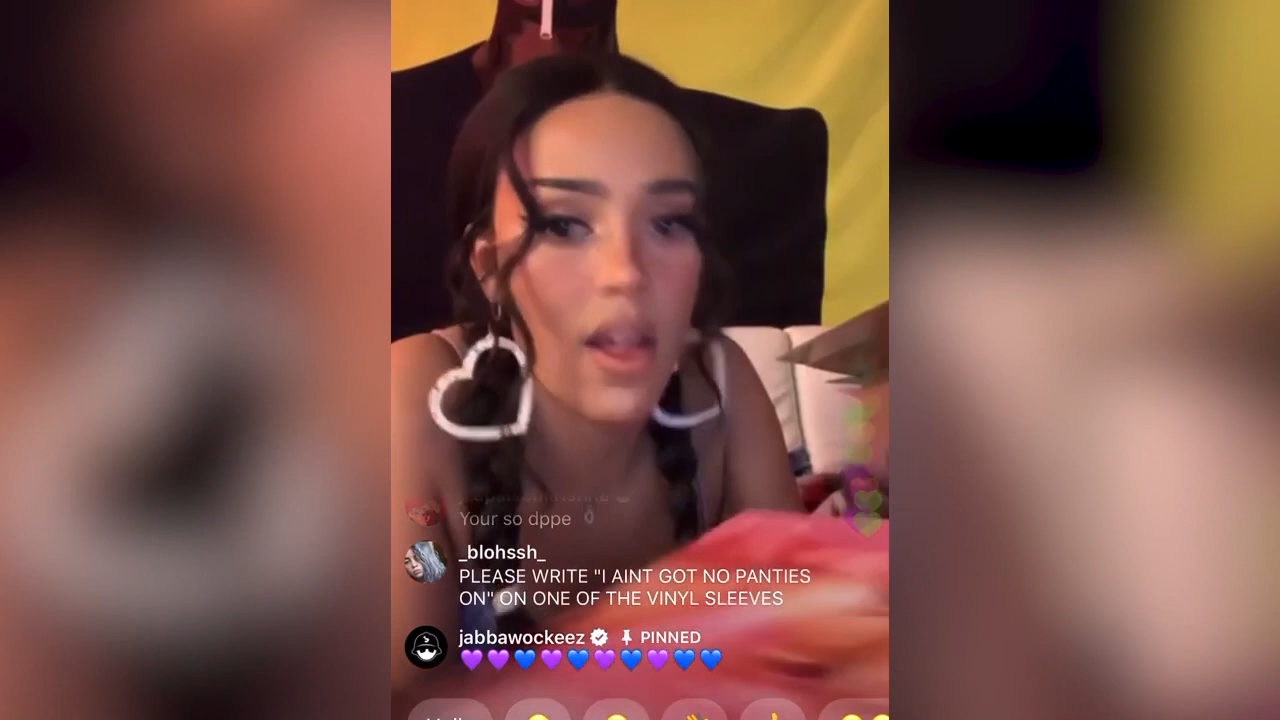 Your so dppe
_blohssh_
PLEASE WRITE "I AINT GOT NO PANTIES
ON" ON ONE OF THE VINYL SLEEVES
jabbawockeez PINNED
💜💜💙💜💙💜💙💜💙💙